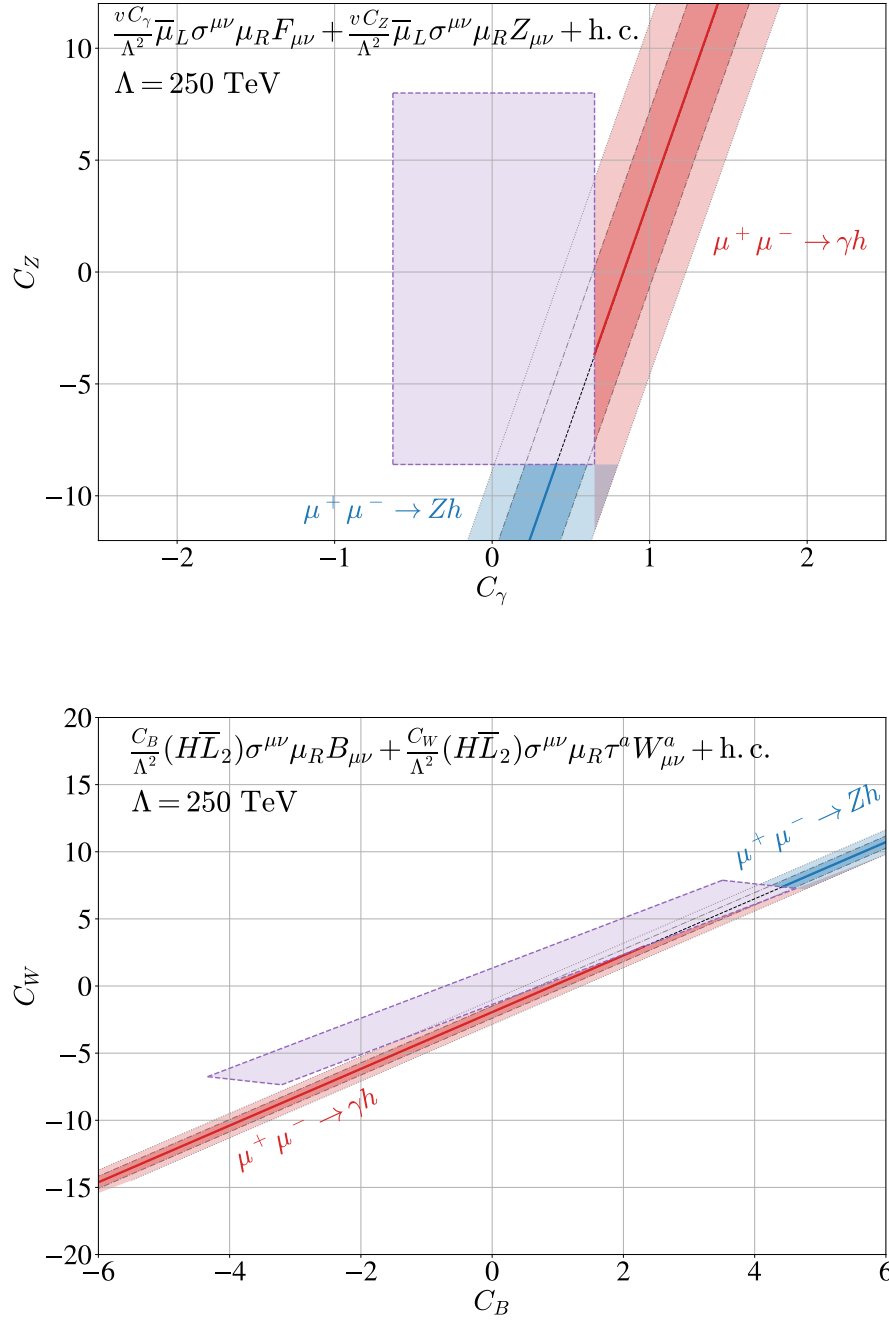 vC_γ/Λ² μ̅_L σ^{μν} μ_R F_{μν} + vC_Z/Λ² μ̅_L σ^{μν} μ_R Z_{μν} + h.c.
Λ = 250 TeV
10
5
0
−5
−10
C_Z
μ⁺ μ⁻ → γh
μ⁺ μ⁻ → Zh
−2 −1 0 1 2
C_γ
C_B/Λ² (HL̅₂)σ^{μν} μ_R B_{μν} + C_W/Λ² (HL̅₂)σ^{μν} μ_R τ^a W^a_{μν} + h.c.
Λ = 250 TeV
20
15
10
5
0
−5
−10
−15
−20
C_W
μ⁺ μ⁻ → Zh
μ⁺ μ⁻ → γh
−6 −4 −2 0 2 4 6
C_B